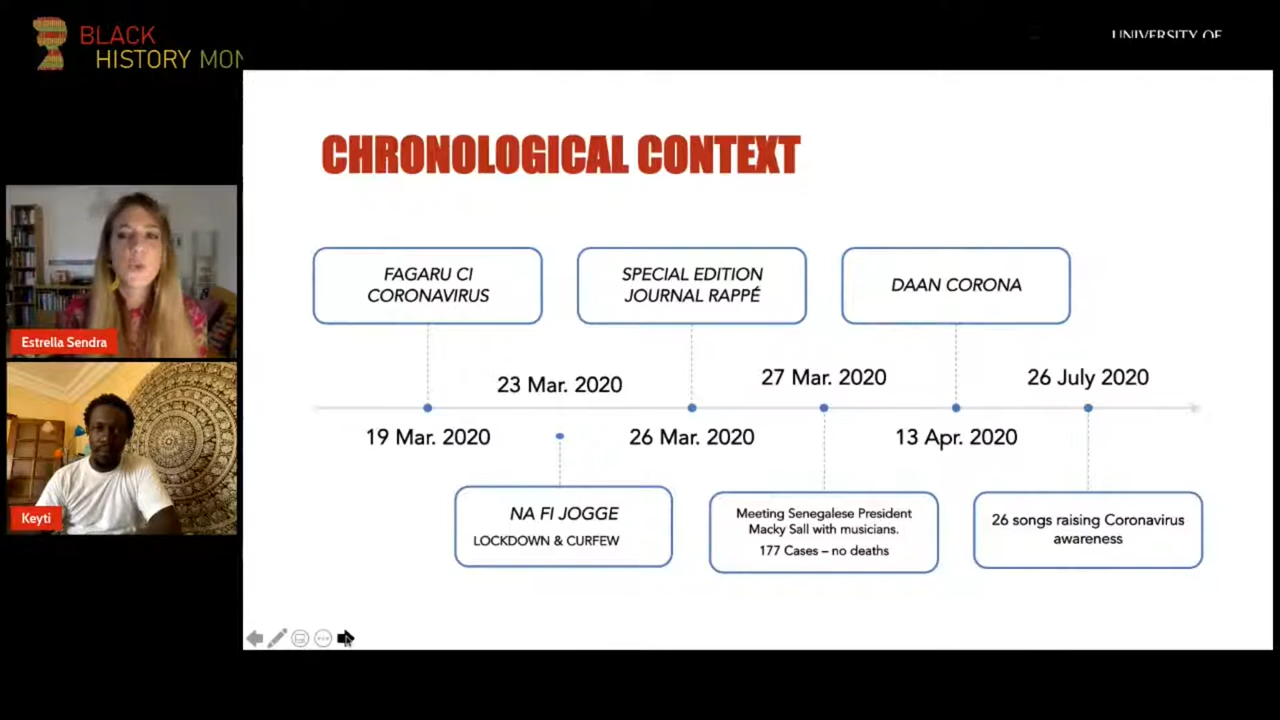 BLACK
HISTORY MON
UNIVERSITY OF
CHRONOLOGICAL CONTEXT
FAGARU CI
CORONAVIRUS
SPECIAL EDITION
JOURNAL RAPPÉ
DAAN CORONA
23 Mar. 2020
27 Mar. 2020
26 July 2020
19 Mar. 2020
26 Mar. 2020
13 Apr. 2020
NA FI JOGGE
LOCKDOWN & CURFEW
Meeting Senegalese President
Macky Sall with musicians.
177 Cases – no deaths
26 songs raising Coronavirus
awareness
Estrella Sendra
Keyti